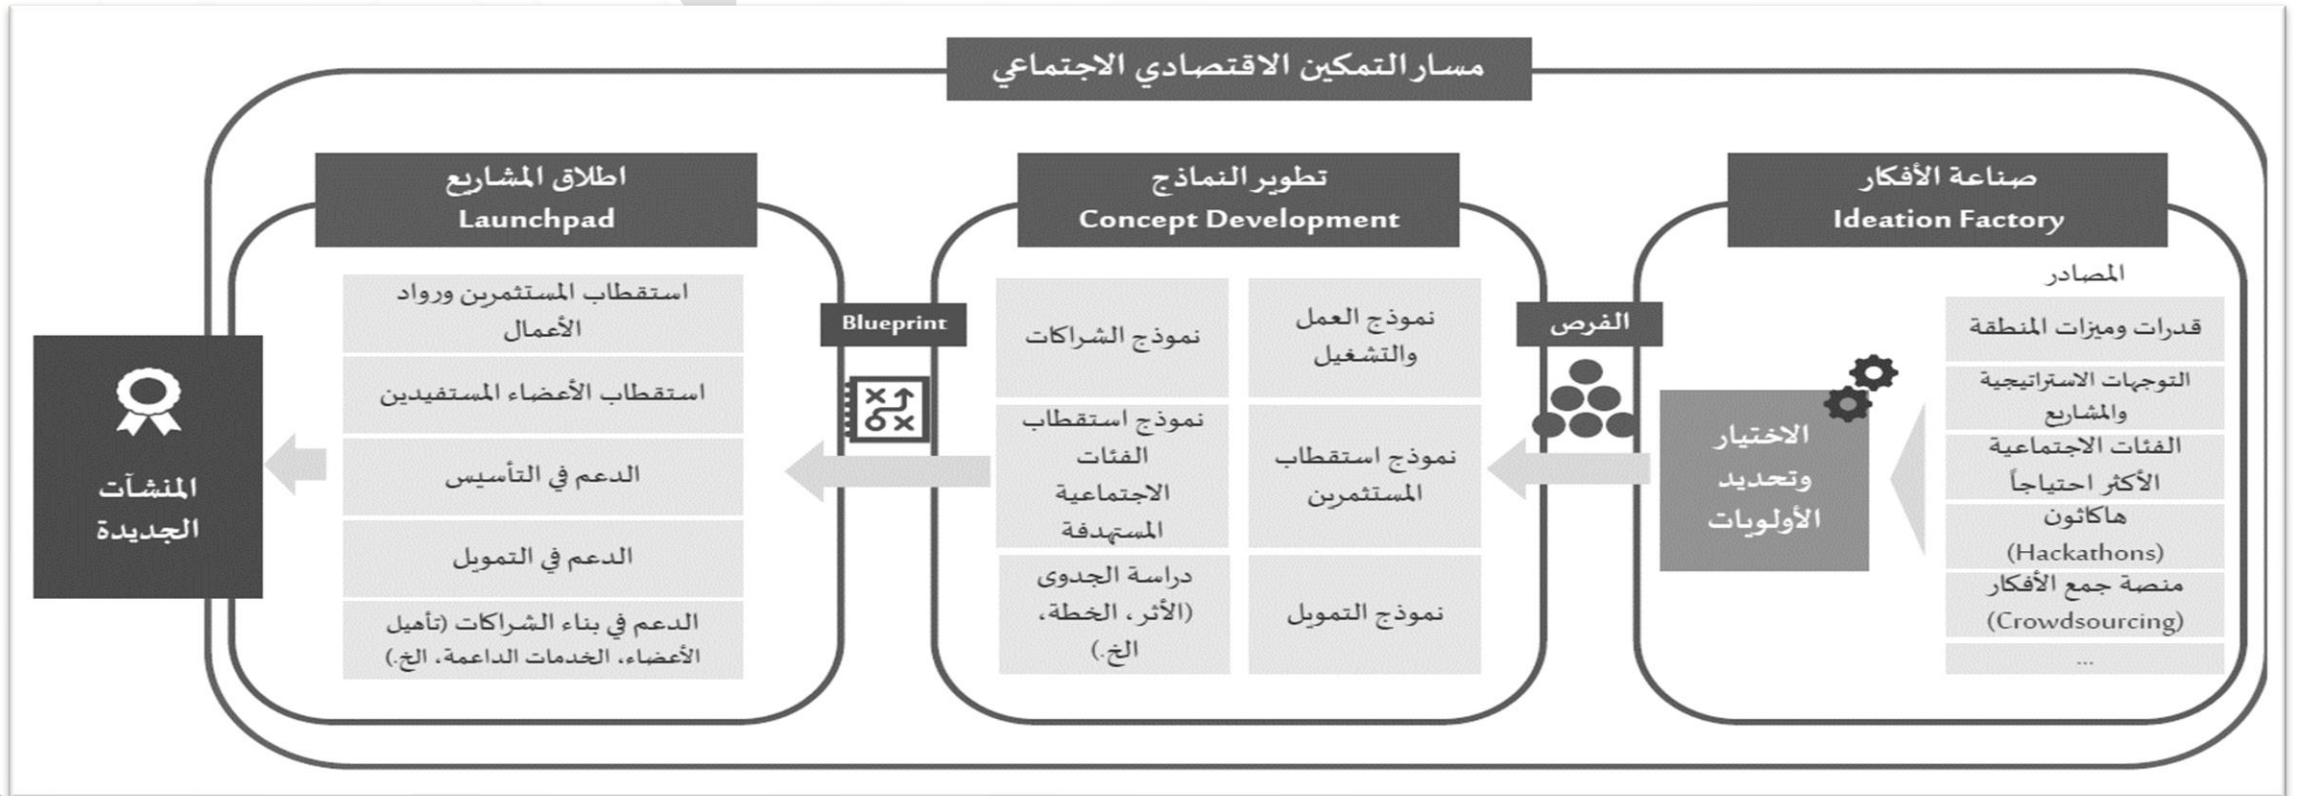 مسار التمكين الاقتصادي الاجتماعي
صناعة الأفكار
Ideation Factory
المصادر
قدرات وميزات المنطقة
التوجهات الاستراتيجية
والمشاريع
الفئات الاجتماعية
الأكثر احتياجاً
هاكاثون
(Hackathons)
منصة جمع الأفكار
(Crowdsourcing)
...
الاختيار
وتحديد
الأولويات
الفرص
تطوير النماذج
Concept Development
نموذج العمل
والتشغيل
نموذج الشراكات
نموذج استقطاب
المستثمرين
نموذج استقطاب
الفئات
الاجتماعية
المستهدفة
نموذج التمويل
دراسة الجدوى
(الأثر، الخطة،
الخ.)
Blueprint
اطلاق المشاريع
Launchpad
استقطاب المستثمرين ورواد
الأعمال
استقطاب الأعضاء المستفيدين
الدعم في التأسيس
الدعم في التمويل
الدعم في بناء الشراكات (تأهيل
الأعضاء، الخدمات الداعمة، الخ.)
المنشآت
الجديدة